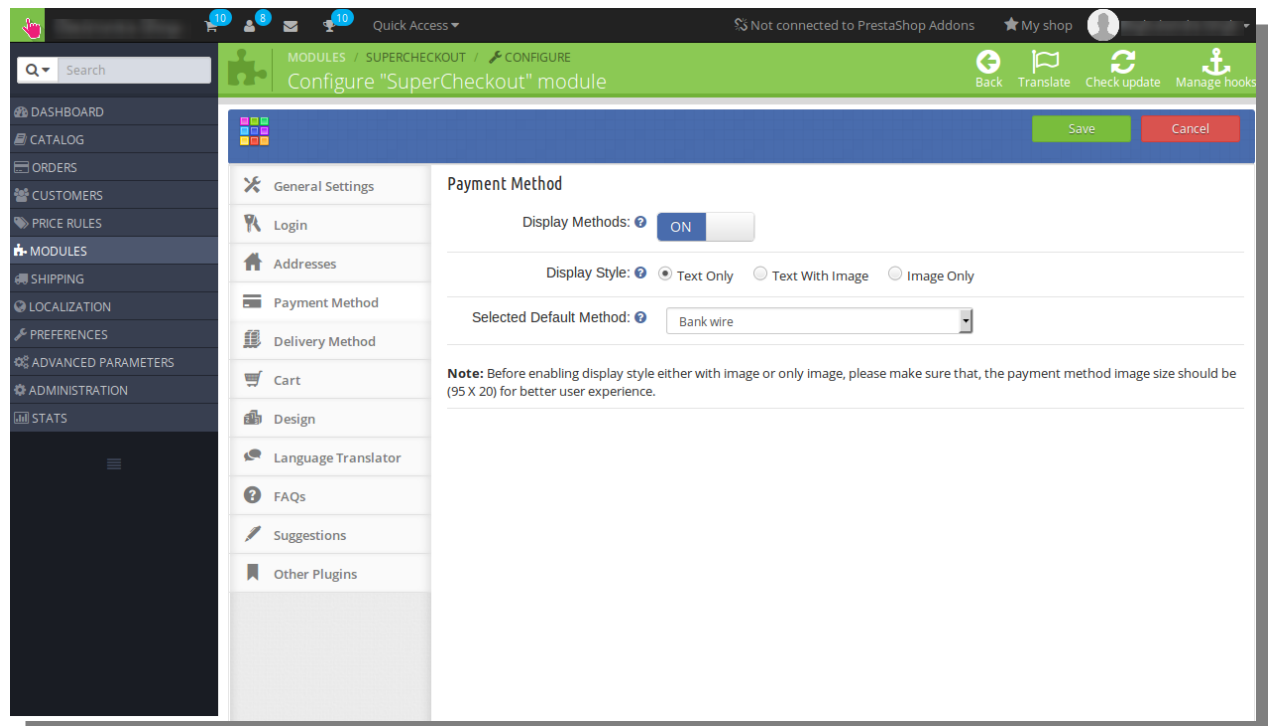 10 8 10 Quick Access Not connected to PrestaShop Addons My shop
Search
DASHBOARD
CATALOG
ORDERS
CUSTOMERS
PRICE RULES
MODULES
SHIPPING
LOCALIZATION
PREFERENCES
ADVANCED PARAMETERS
ADMINISTRATION
STATS
MODULES / SUPERCHECKOUT / CONFIGURE
Configure "SuperCheckout" module
Back Translate Check update Manage hooks
Save Cancel
General Settings
Login
Addresses
Payment Method
Delivery Method
Cart
Design
Language Translator
FAQs
Suggestions
Other Plugins
Payment Method
Display Methods: ON
Display Style: Text Only Text With Image Image Only
Selected Default Method: Bank wire
Note: Before enabling display style either with image or only image, please make sure that, the payment method image size should be
(95 X 20) for better user experience.